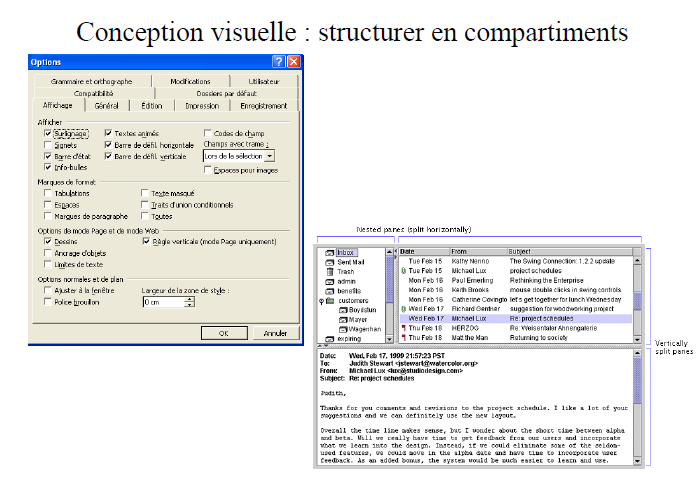 Conception visuelle : structurer en compartiments
Options
Grammaire et orthographe Modifications Utilisateur
Compatibilité Dossiers par défaut
Affichage Général Édition Impression Enregistrement
Afficher
Surlignage Textes animés Codes de champ
Signets Barre de défil. horizontale Champs avec trame :
Barre d'état Barre de défil. verticale Lors de la sélection
Info-bulles Espaces pour images
Marques de format
Tabulations Texte masqué
Espaces Traits d'union conditionnels
Marques de paragraphe Toutes
Options de mode Page et de mode Web
Dessins Règle verticale (mode Page uniquement)
Ancrage d'objets
Limites de texte
Options normales et de plan
Ajuster à la fenêtre Largeur de la zone de style :
Police brouillon 0 cm
OK Annuler
Nested panes (split horizontally)
Inbox
Sent Mail
Trash
admin
benefits
customers
Boydstun
Mayer
Wagenhan
expiring
Date From Subject
Tue Feb 15 Kathy Nenno The Swing Connection: 1.2.2 update
Tue Feb 15 Michael Lux project schedules
Mon Feb 16 Paul Emerling Rethinking the Enterprise
Mon Feb 16 Keith Brooks mouse double clicks in swing controls
Mon Feb 16 Catherine Covington let's get together for lunch Wednesday
Wed Feb 17 Richard Gentner suggestion for woodworking project
Wed Feb 17 Michael Lux Re: project schedules
Thu Feb 18 HERZOG Re: Weisentaler Ahnengalerie
Thu Feb 18 Matt the Man Returning to society
Vertically
split panes
Date: Wed, Feb 17, 1999 21:57:23 PST
To: Judith Stewart <jstewart@watercolor.org>
From: Michael Lux <lux@studiodesign.com>
Subject: Re: project schedules
Judith,
Thanks for you comments and revisions to the project schedule. I like a lot of your
suggestions and we can definitely use the new layout.
Overall the time line makes sense, but I wonder about the short time between alpha
and beta. Will we really have time to get feedback from our users and incorporate
what we learn into the design. Instead, if we could eliminate some of the seldom-
used features, we could move in the alpha date and have time to incorporate user
feedback. As an added bonus, the system would be much easier to learn and use.